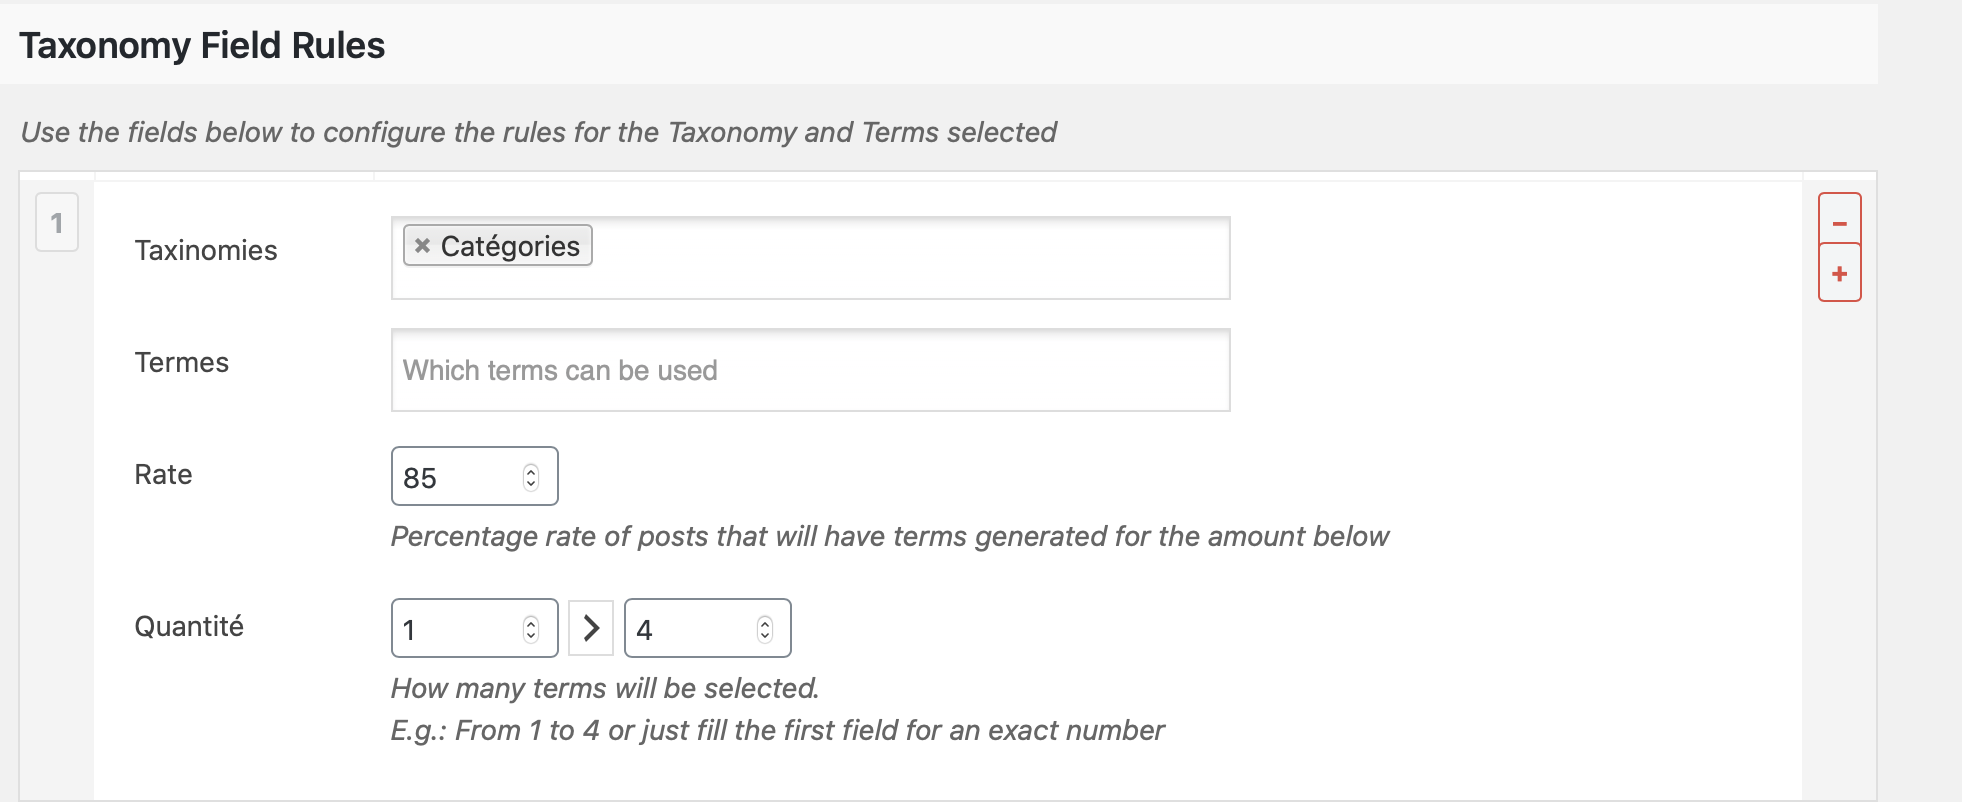 Taxonomy Field Rules
Use the fields below to configure the rules for the Taxonomy and Terms selected
1
Taxinomies
× Catégories
−
+
Termes
Which terms can be used
Rate
85
Percentage rate of posts that will have terms generated for the amount below
Quantité
1 > 4
How many terms will be selected.
E.g.: From 1 to 4 or just fill the first field for an exact number